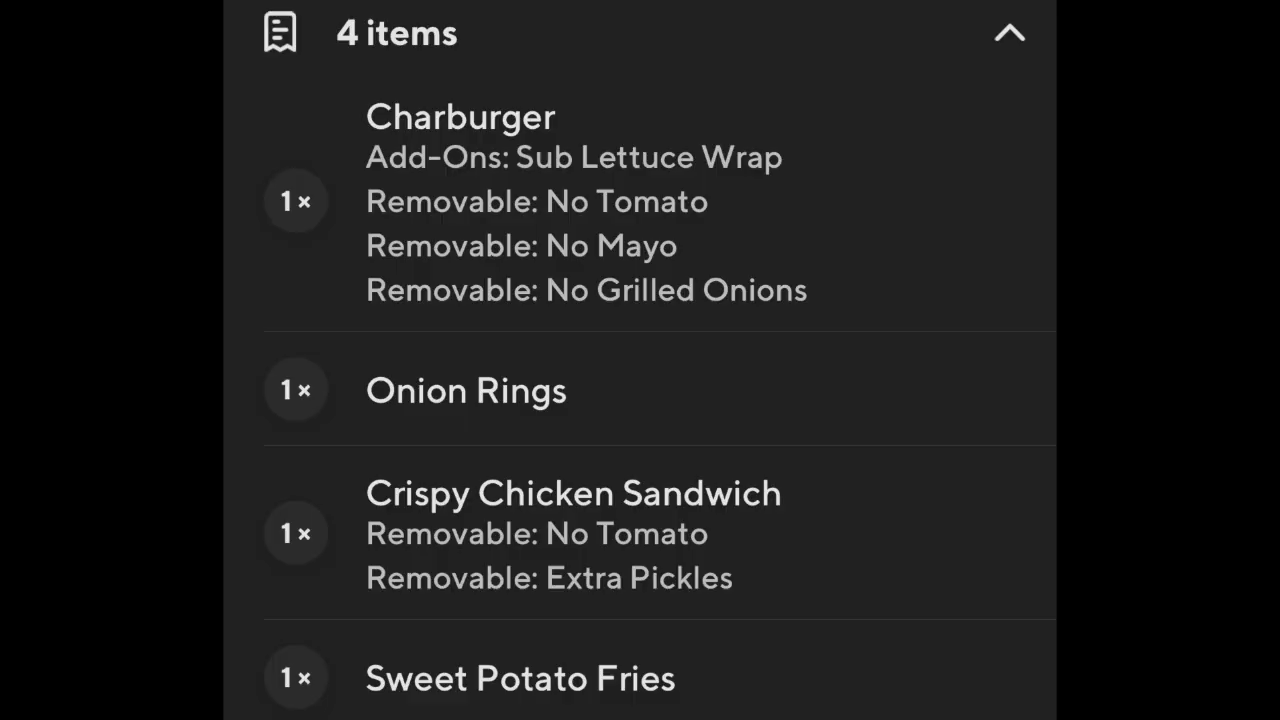 4 items
Charburger
Add-Ons: Sub Lettuce Wrap
1 ×
Removable: No Tomato
Removable: No Mayo
Removable: No Grilled Onions
1 ×
Onion Rings
Crispy Chicken Sandwich
1 ×
Removable: No Tomato
Removable: Extra Pickles
1 ×
Sweet Potato Fries